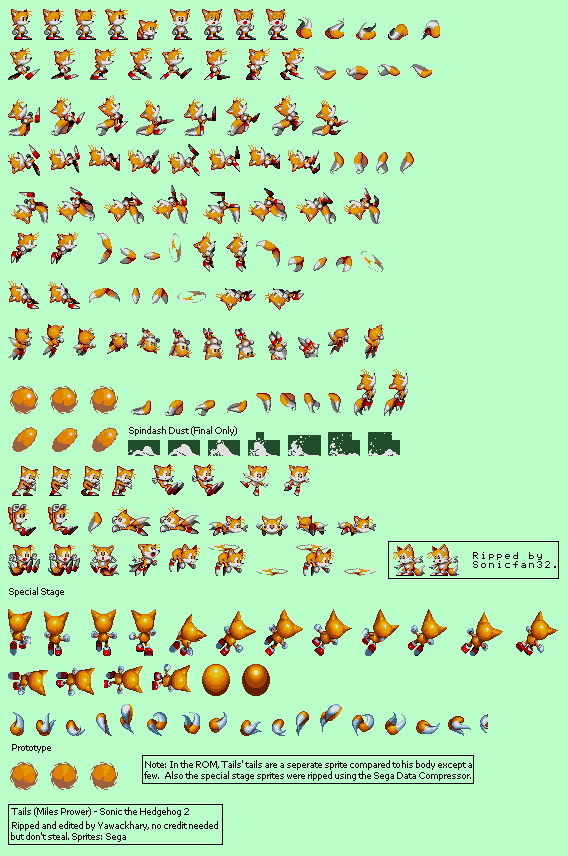 Spindash Dust (Final Only)
Ripped by
Sonicfan32.
Special Stage
Prototype
Note: In the ROM, Tails' tails are a seperate sprite compared to his body except a
few. Also the special stage sprites were ripped using the Sega Data Compressor.
Tails (Miles Prower) - Sonic the Hedgehog 2
Ripped and edited by Yawackhary, no credit needed
but don't steal. Sprites: Sega